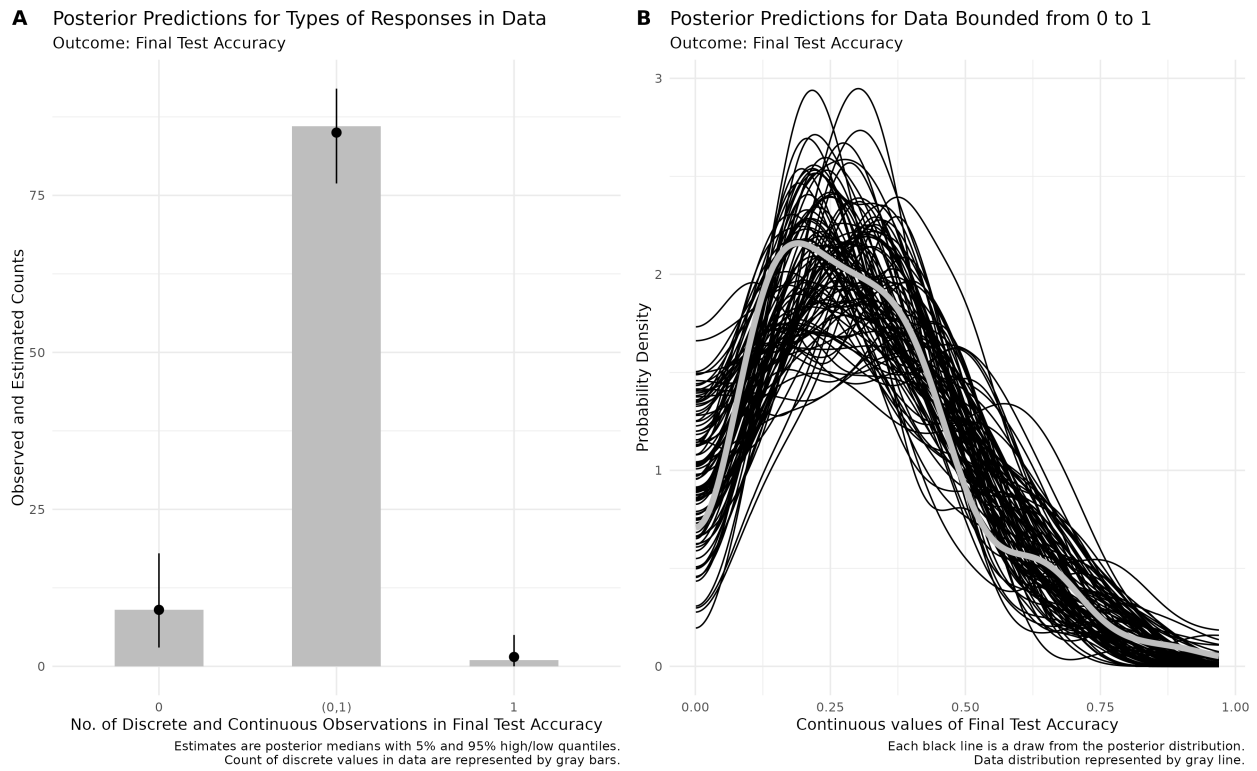 A Posterior Predictions for Types of Responses in Data
Outcome: Final Test Accuracy
Observed and Estimated Counts
75
50
25
0
0 (0,1) 1
No. of Discrete and Continuous Observations in Final Test Accuracy
Estimates are posterior medians with 5% and 95% high/low quantiles.
Count of discrete values in data are represented by gray bars.
B Posterior Predictions for Data Bounded from 0 to 1
Outcome: Final Test Accuracy
Probability Density
3
2
1
0
0.00 0.25 0.50 0.75 1.00
Continuous values of Final Test Accuracy
Each black line is a draw from the posterior distribution.
Data distribution represented by gray line.